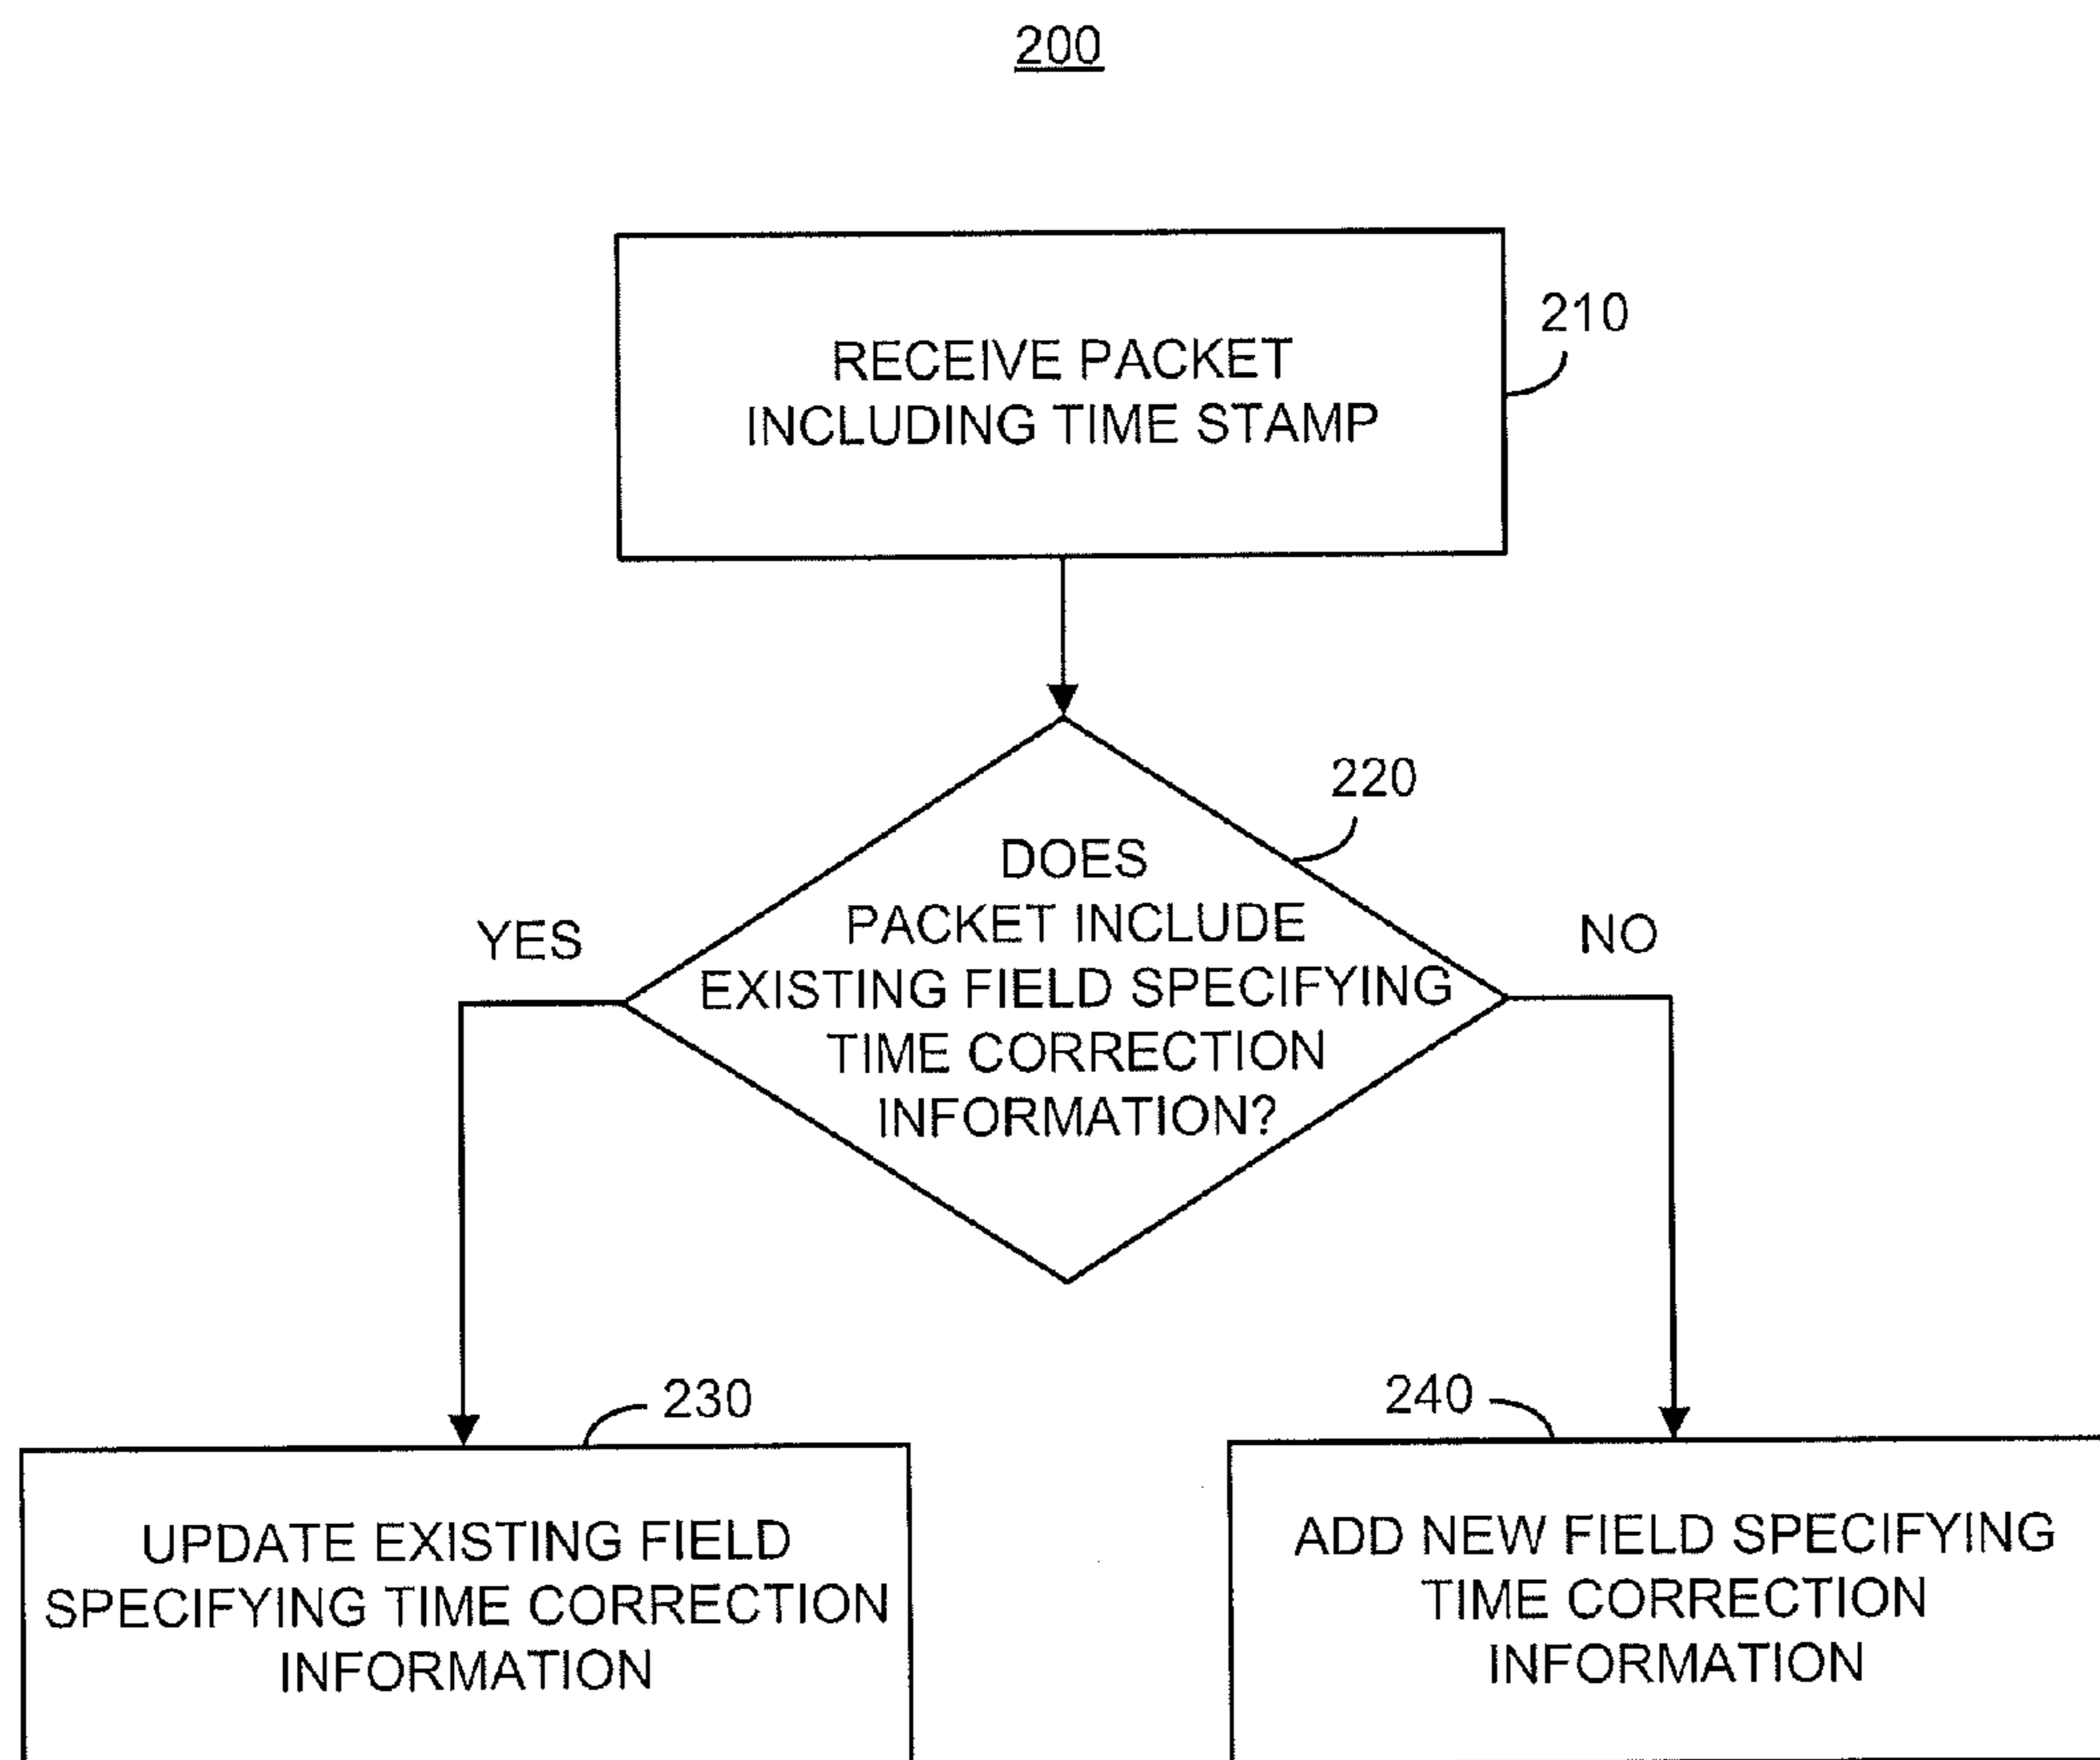 200
RECEIVE PACKET
INCLUDING TIME STAMP
210
220
DOES
PACKET INCLUDE
EXISTING FIELD SPECIFYING
TIME CORRECTION
INFORMATION?
YES
NO
230
240
UPDATE EXISTING FIELD
SPECIFYING TIME CORRECTION
INFORMATION
ADD NEW FIELD SPECIFYING
TIME CORRECTION
INFORMATION